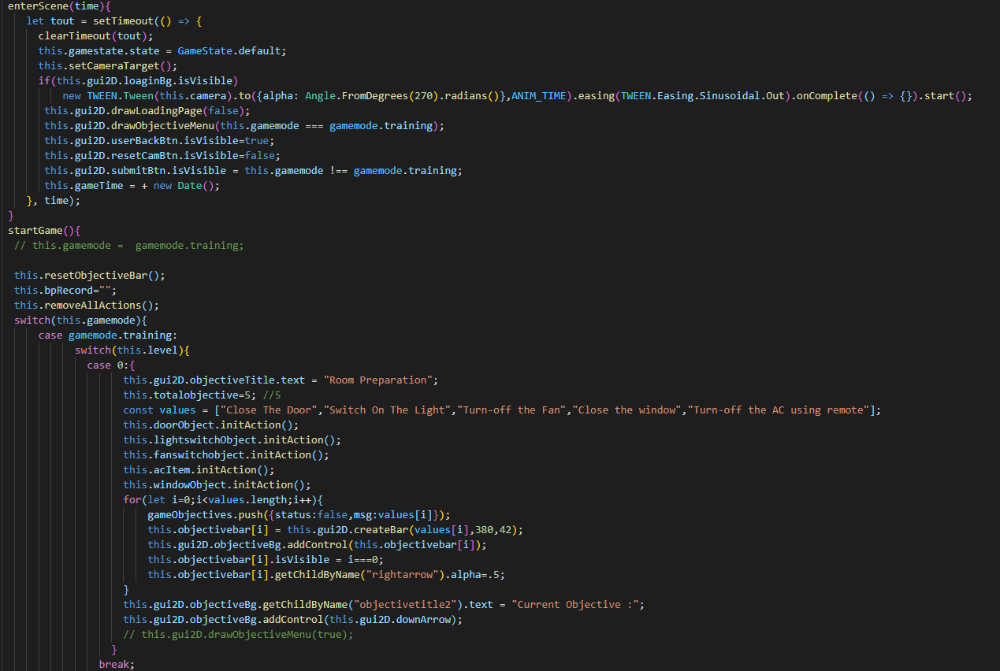 enterScene(time){
let tout = setTimeout(() => {
clearTimeout(tout);
this.gamestate.state = GameState.default;
this.setCameraTarget();
if(this.gui2D.loaginBg.isVisible)
new TWEEN.Tween(this.camera).to({alpha: Angle.FromDegrees(270).radians()},ANIM_TIME).easing(TWEEN.Easing.Sinusoidal.Out).onComplete(() => {}).start();
this.gui2D.drawLoadingPage(false);
this.gui2D.drawObjectiveMenu(this.gamemode === gamemode.training);
this.gui2D.userBackBtn.isVisible=true;
this.gui2D.resetCamBtn.isVisible=false;
this.gui2D.submitBtn.isVisible = this.gamemode !== gamemode.training;
this.gameTime = + new Date();
}, time);
}
startGame(){
// this.gamemode =  gamemode.training;
this.resetObjectiveBar();
this.bpRecord="";
this.removeAllActions();
switch(this.gamemode){
case gamemode.training:
switch(this.level){
case 0:{
this.gui2D.objectiveTitle.text = "Room Preparation";
this.totalobjective=5; //5
const values = ["Close The Door","Switch On The Light","Turn-off the Fan","Close the window","Turn-off the AC using remote"];
this.doorObject.initAction();
this.lightswitchObject.initAction();
this.fanswitchobject.initAction();
this.acItem.initAction();
this.windowObject.initAction();
for(let i=0;i<values.length;i++){
gameObjectives.push({status:false,msg:values[i]});
this.objectivebar[i] = this.gui2D.createBar(values[i],380,42);
this.gui2D.objectiveBg.addControl(this.objectivebar[i]);
this.objectivebar[i].isVisible = i===0;
this.objectivebar[i].getChildByName("rightarrow").alpha=.5;
}
this.gui2D.objectiveBg.getChildByName("objectivetitle2").text = "Current Objective :";
this.gui2D.objectiveBg.addControl(this.gui2D.downArrow);
// this.gui2D.drawObjectiveMenu(true);
}
break;